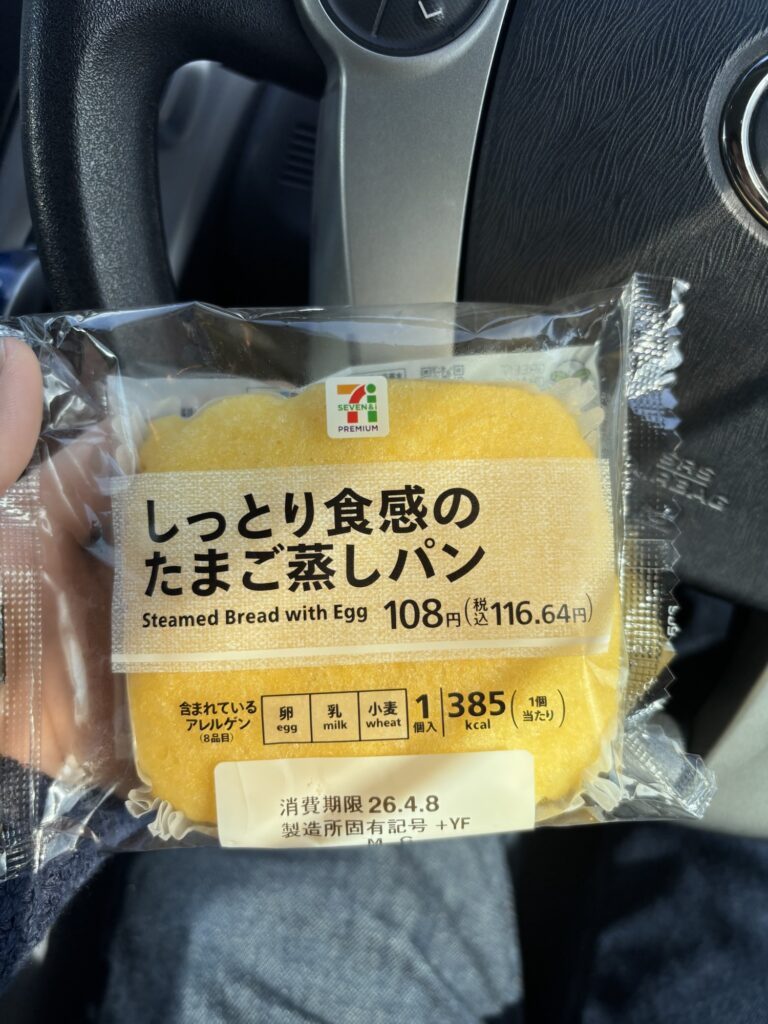 SEVEN&i
PREMIUM
しっとり食感の
たまご蒸しパン
Steamed Bread with Egg 108円(税込116.64円)
含まれている
アレルゲン
(8品目)
卵 乳 小麦
egg milk wheat
1個入
385kcal
(1個当たり)
消費期限 26.4.8
製造所固有記号 +YF